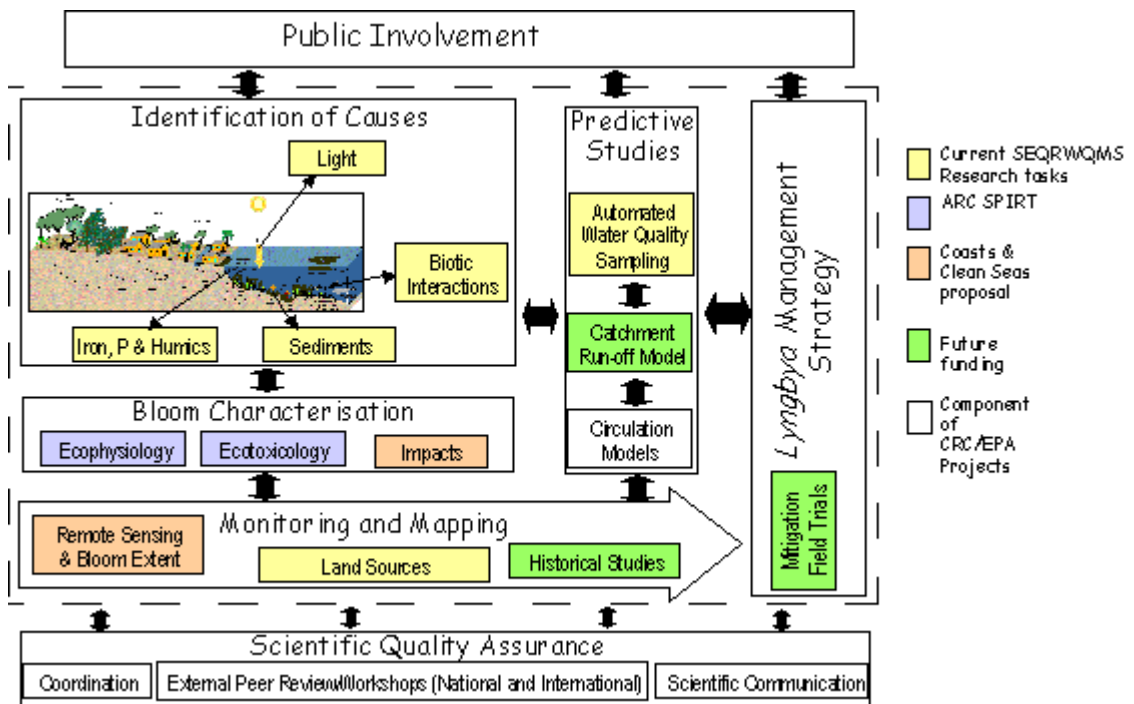 Public Involvement
Identification of Causes
Light
Biotic
Interactions
Iron, P & Humics
Sediments
Predictive
Studies
Automated
Water Quality
Sampling
Catchment
Run-off Model
Circulation
Models
Lyngbya Management
Strategy
Mitigation
Field Trials
Bloom Characterisation
Ecophysiology
Ecotoxicology
Impacts
Monitoring and Mapping
Remote Sensing
& Bloom Extent
Land Sources
Historical Studies
Scientific Quality Assurance
Coordination
External Peer Review/Workshops (National and International)
Scientific Communication
Current SEQRWQMS
Research tasks
ARC SPIRT
Coasts &
Clean Seas
proposal
Future
funding
Component
of
CRC/EPA
Projects